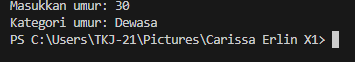 Masukkan umur: 30
Kategori umur: Dewasa
PS C:\Users\TKJ-21\Pictures\Carissa Erlin X1>